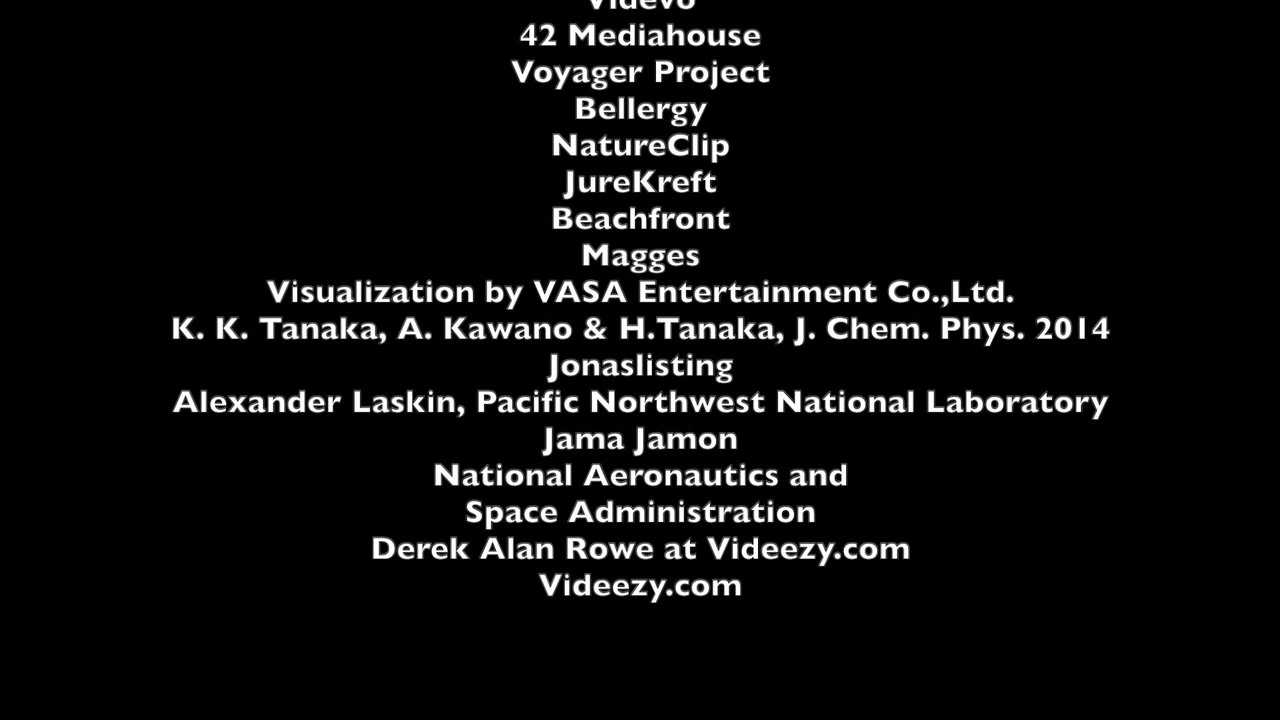 Videvo
42 Mediahouse
Voyager Project
Bellergy
NatureClip
JureKreft
Beachfront
Magges
Visualization by VASA Entertainment Co.,Ltd.
K. K. Tanaka, A. Kawano & H.Tanaka, J. Chem. Phys. 2014
Jonaslisting
Alexander Laskin, Pacific Northwest National Laboratory
Jama Jamon
National Aeronautics and
Space Administration
Derek Alan Rowe at Videezy.com
Videezy.com